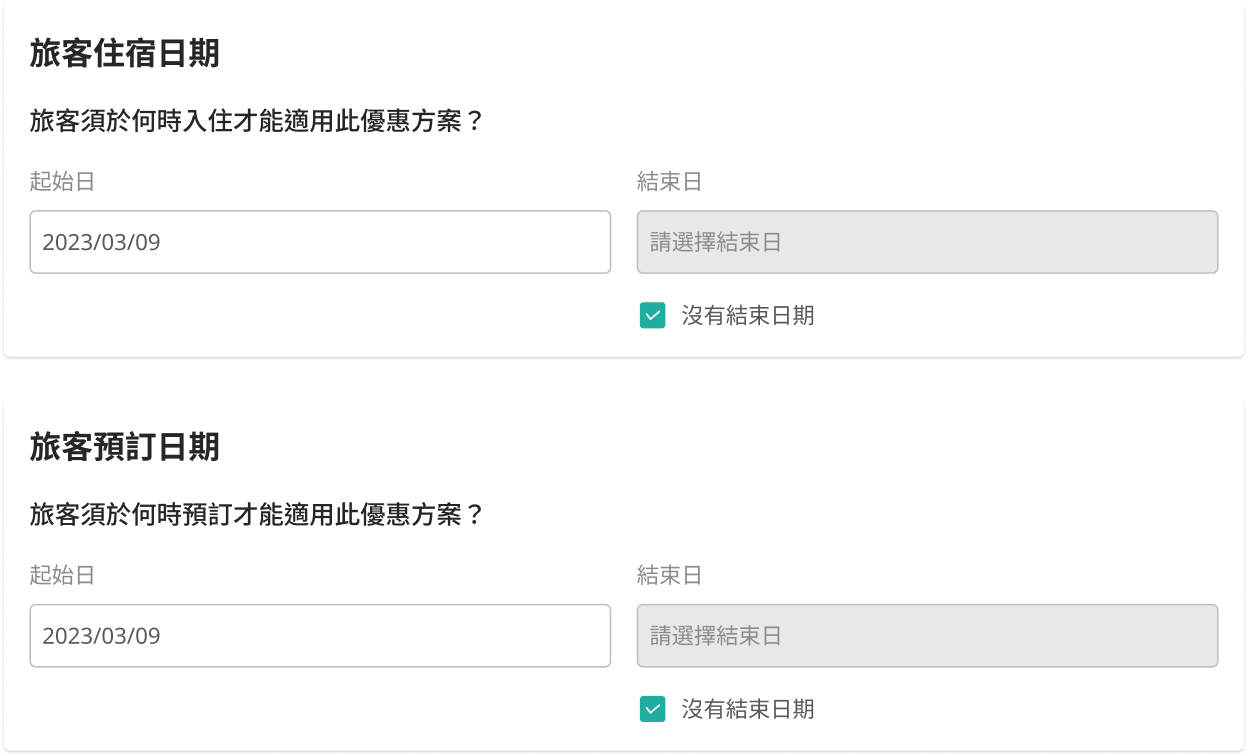 旅客住宿日期
旅客須於何時入住才能適用此優惠方案？
起始日
結束日
2023/03/09
請選擇結束日
沒有結束日期
旅客預訂日期
旅客須於何時預訂才能適用此優惠方案？
起始日
結束日
2023/03/09
請選擇結束日
沒有結束日期